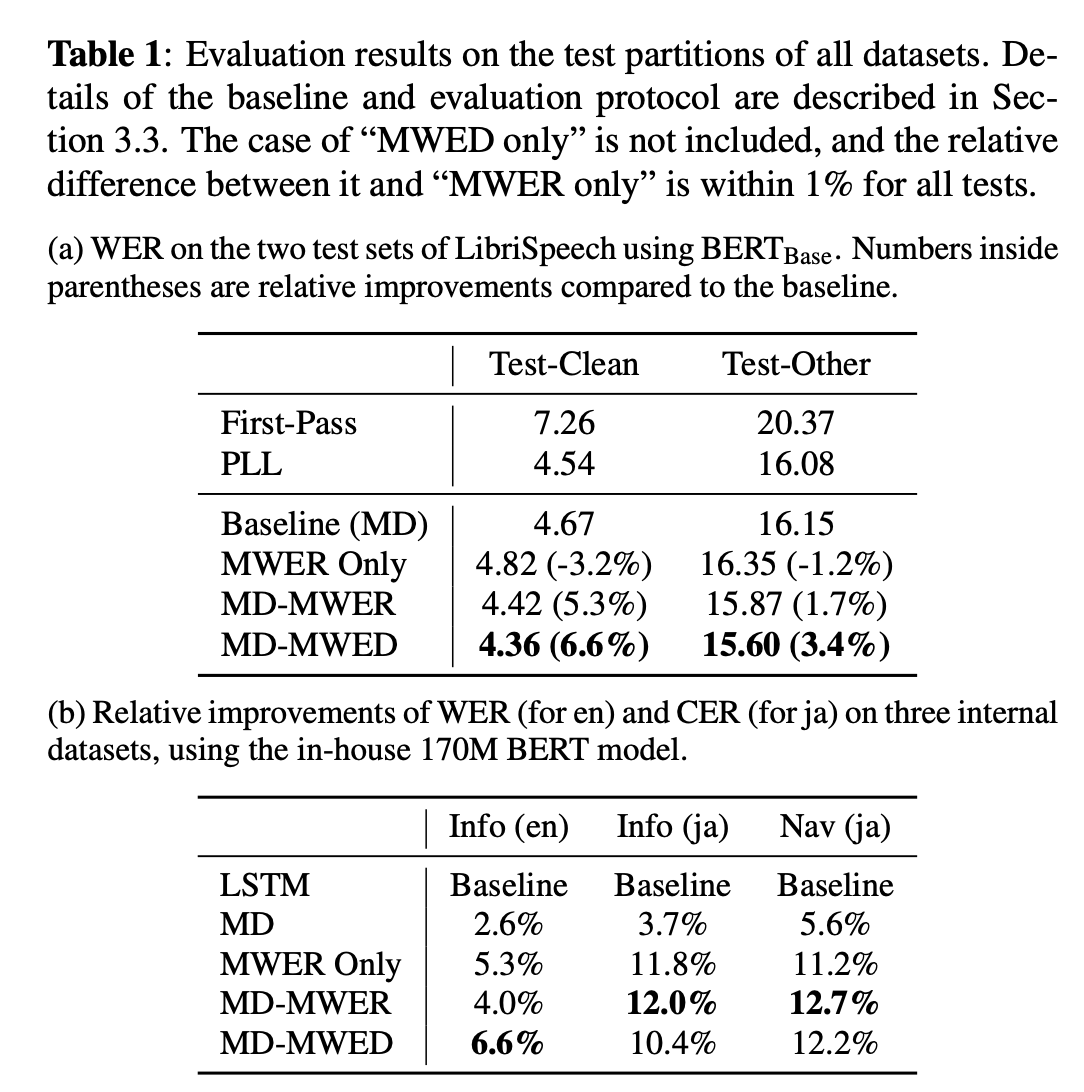 Table 1: Evaluation results on the test partitions of all datasets. De-
tails of the baseline and evaluation protocol are described in Sec-
tion 3.3. The case of “MWED only” is not included, and the relative
difference between it and “MWER only” is within 1% for all tests.
(a) WER on the two test sets of LibriSpeech using BERTBase. Numbers inside
parentheses are relative improvements compared to the baseline.
Test-Clean Test-Other
First-Pass 7.26 20.37
PLL 4.54 16.08
Baseline (MD) 4.67 16.15
MWER Only 4.82 (-3.2%) 16.35 (-1.2%)
MD-MWER 4.42 (5.3%) 15.87 (1.7%)
MD-MWED 4.36 (6.6%) 15.60 (3.4%)
(b) Relative improvements of WER (for en) and CER (for ja) on three internal
datasets, using the in-house 170M BERT model.
Info (en) Info (ja) Nav (ja)
LSTM Baseline Baseline Baseline
MD 2.6% 3.7% 5.6%
MWER Only 5.3% 11.8% 11.2%
MD-MWER 4.0% 12.0% 12.7%
MD-MWED 6.6% 10.4% 12.2%